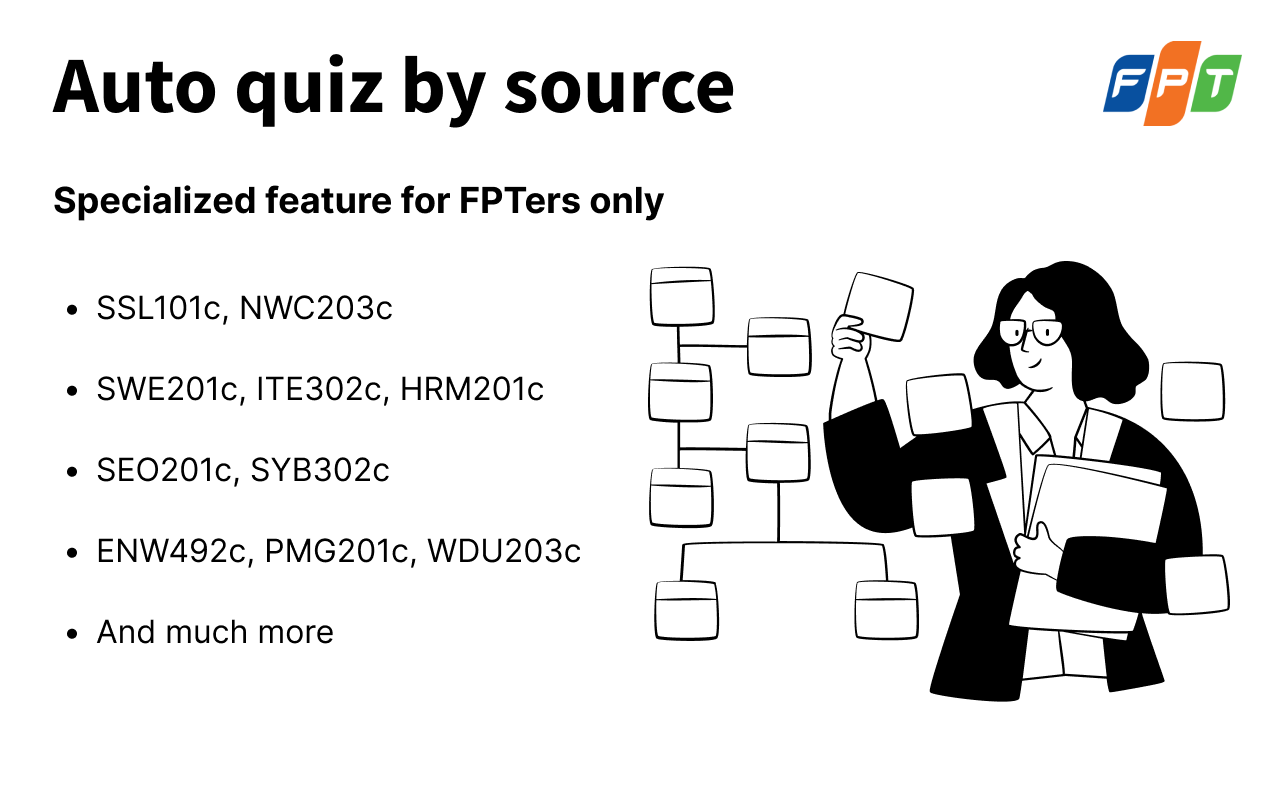 Auto quiz by source
FPT
Specialized feature for FPTers only
• SSL101c, NWC203c
• SWE201c, ITE302c, HRM201c
• SEO201c, SYB302c
• ENW492c, PMG201c, WDU203c
• And much more